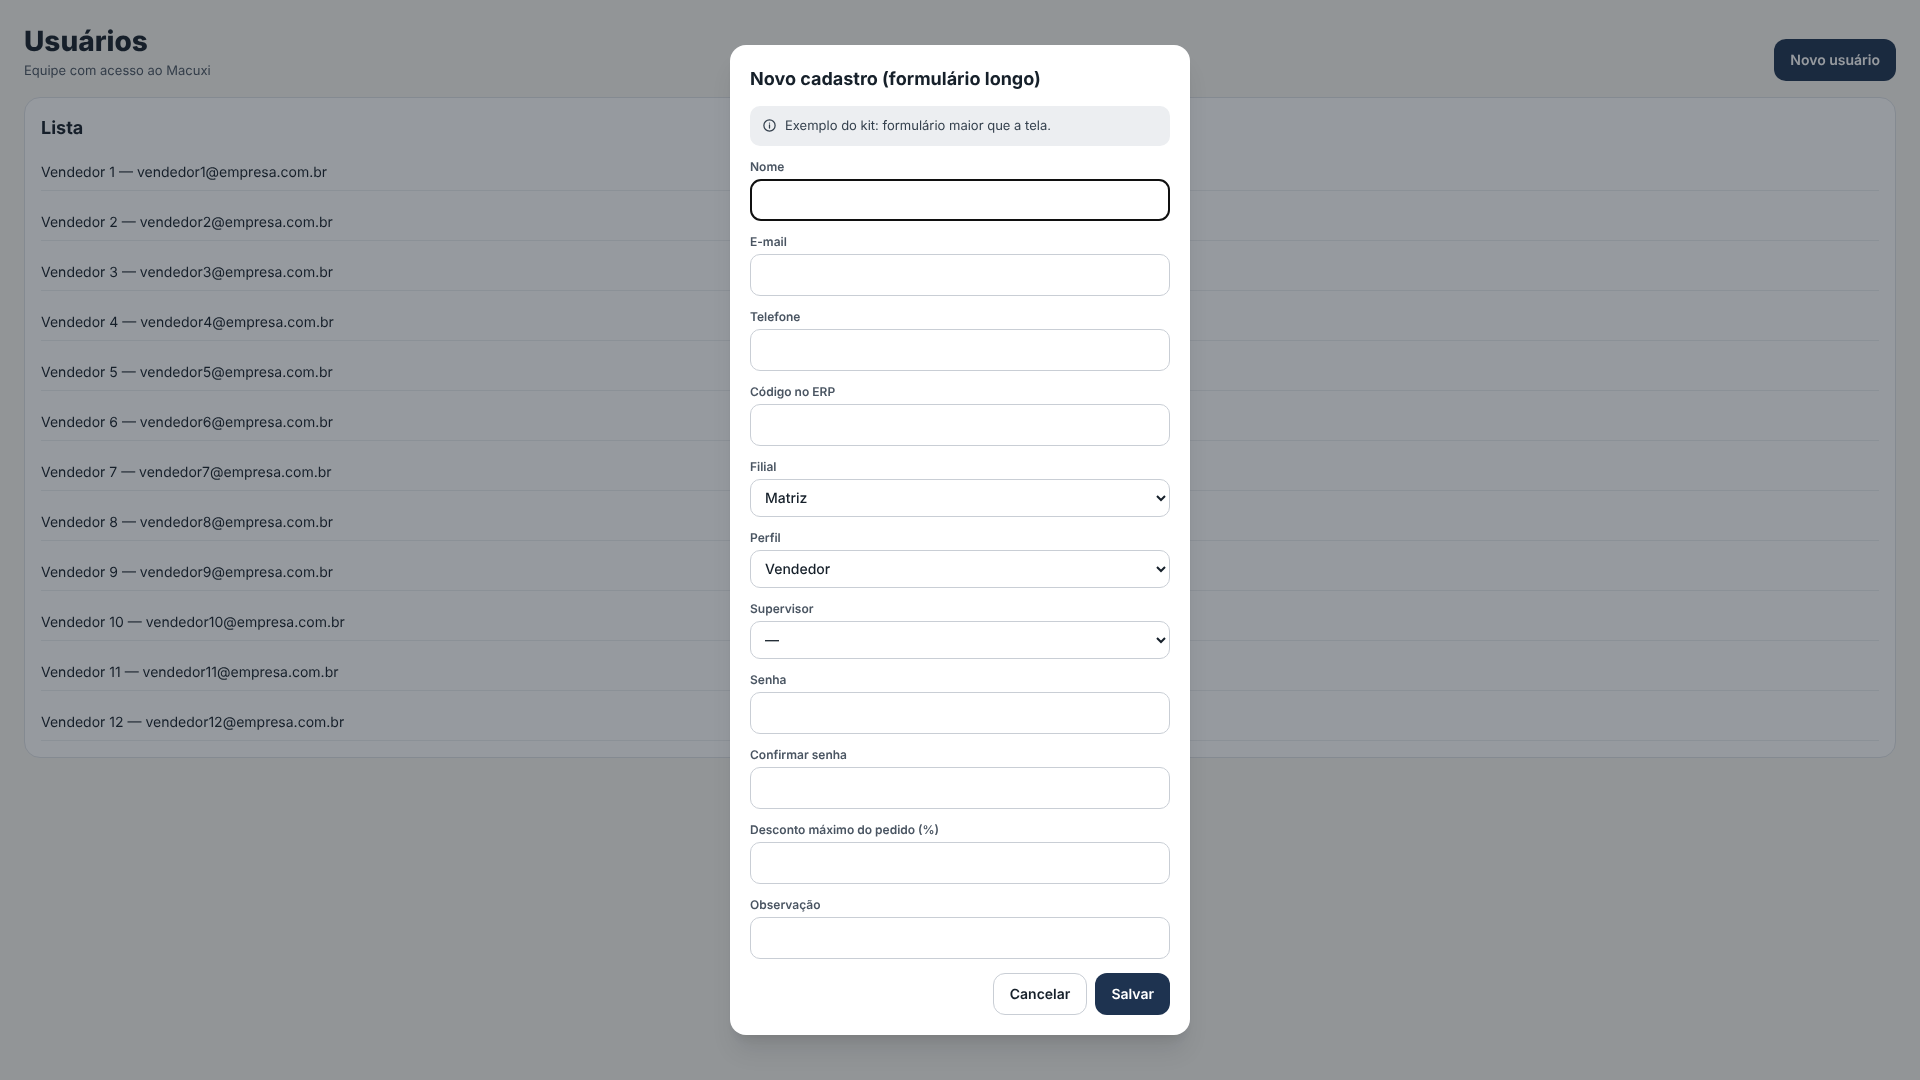 Usuários
Equipe com acesso ao Macuxi
Novo usuário
Lista
Vendedor 1 — vendedor1@empresa.com.br
Vendedor 2 — vendedor2@empresa.com.br
Vendedor 3 — vendedor3@empresa.com.br
Vendedor 4 — vendedor4@empresa.com.br
Vendedor 5 — vendedor5@empresa.com.br
Vendedor 6 — vendedor6@empresa.com.br
Vendedor 7 — vendedor7@empresa.com.br
Vendedor 8 — vendedor8@empresa.com.br
Vendedor 9 — vendedor9@empresa.com.br
Vendedor 10 — vendedor10@empresa.com.br
Vendedor 11 — vendedor11@empresa.com.br
Vendedor 12 — vendedor12@empresa.com.br
Novo cadastro (formulário longo)
Exemplo do kit: formulário maior que a tela.
Nome
E-mail
Telefone
Código no ERP
Filial
Matriz
Perfil
Vendedor
Supervisor
—
Senha
Confirmar senha
Desconto máximo do pedido (%)
Observação
Cancelar
Salvar